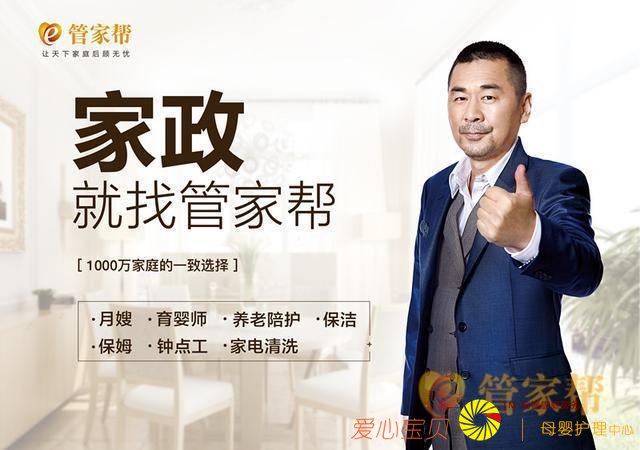 管家帮
让天下家庭后顾无忧
家政
就找管家帮
[ 1000万家庭的一致选择 ]
·月嫂 ·育婴师 ·养老陪护 ·保洁
·保姆 ·钟点工 ·家电清洗
管家帮
爱心宝贝 | 母婴护理中心